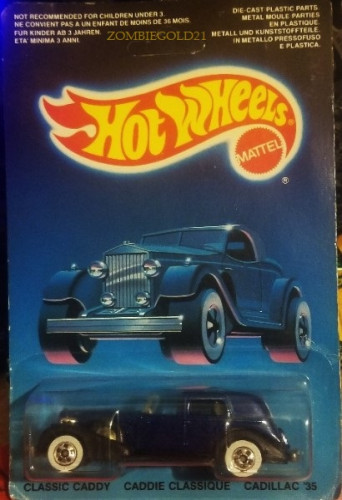 NOT RECOMMENDED FOR CHILDREN UNDER 3.
NE CONVIENT PAS A UN ENFANT DE MOINS DE 36 MOIS.
FUR KINDER AB 3 JAHREN.
ETA' MINIMA 3 ANNI.
ZOMBIEGOLD21
DIE-CAST PLASTIC PARTS.
METAL MOULE PARTIES
EN PLASTIQUE.
METALL UND KUNSTSTOFFTEILE.
IN METALLO PRESSOFUSO
E PLASTICA.
HOT WHEELS
MATTEL
®
CLASSIC CADDY CADDIE CLASSIQUE CADILLAC '35